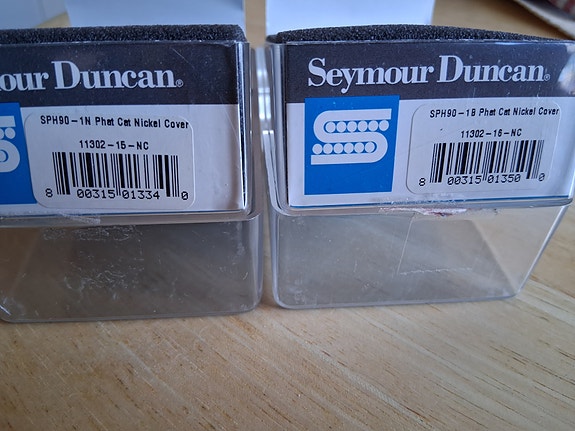 our Duncan®
SPH90-1N Phat Cat Nickel Cover
11302-15-NC
8 00315 01334 0
Seymour Duncan®
SPH90-1B Phat Cat Nickel Cover
11302-16-NC
8 00315 01350 0